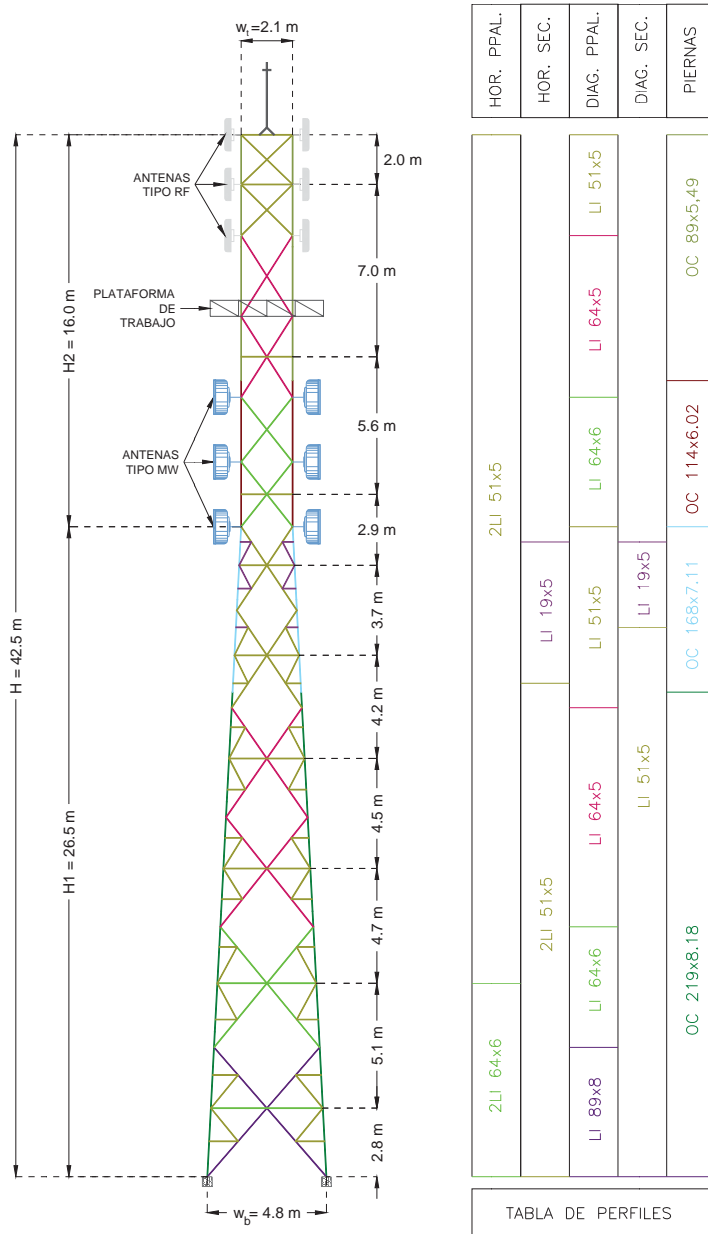 wt=2.1 m
ANTENAS
TIPO RF
PLATAFORMA
DE
TRABAJO
ANTENAS
TIPO MW
H = 42.5 m
H2 = 16.0 m
H1 = 26.5 m
2.0 m
7.0 m
5.6 m
2.9 m
3.7 m
4.2 m
4.5 m
4.7 m
5.1 m
2.8 m
wb= 4.8 m
HOR. PPAL.
HOR. SEC.
DIAG. PPAL.
DIAG. SEC.
PIERNAS
2LI 51x5
2LI 64x6
LI 19x5
2LI 51x5
LI 51x5
LI 64x5
LI 64x6
LI 51x5
LI 64x5
LI 64x6
LI 89x8
LI 19x5
LI 51x5
OC 89x5,49
OC 114x6.02
OC 168x7.11
OC 219x8.18
TABLA DE PERFILES